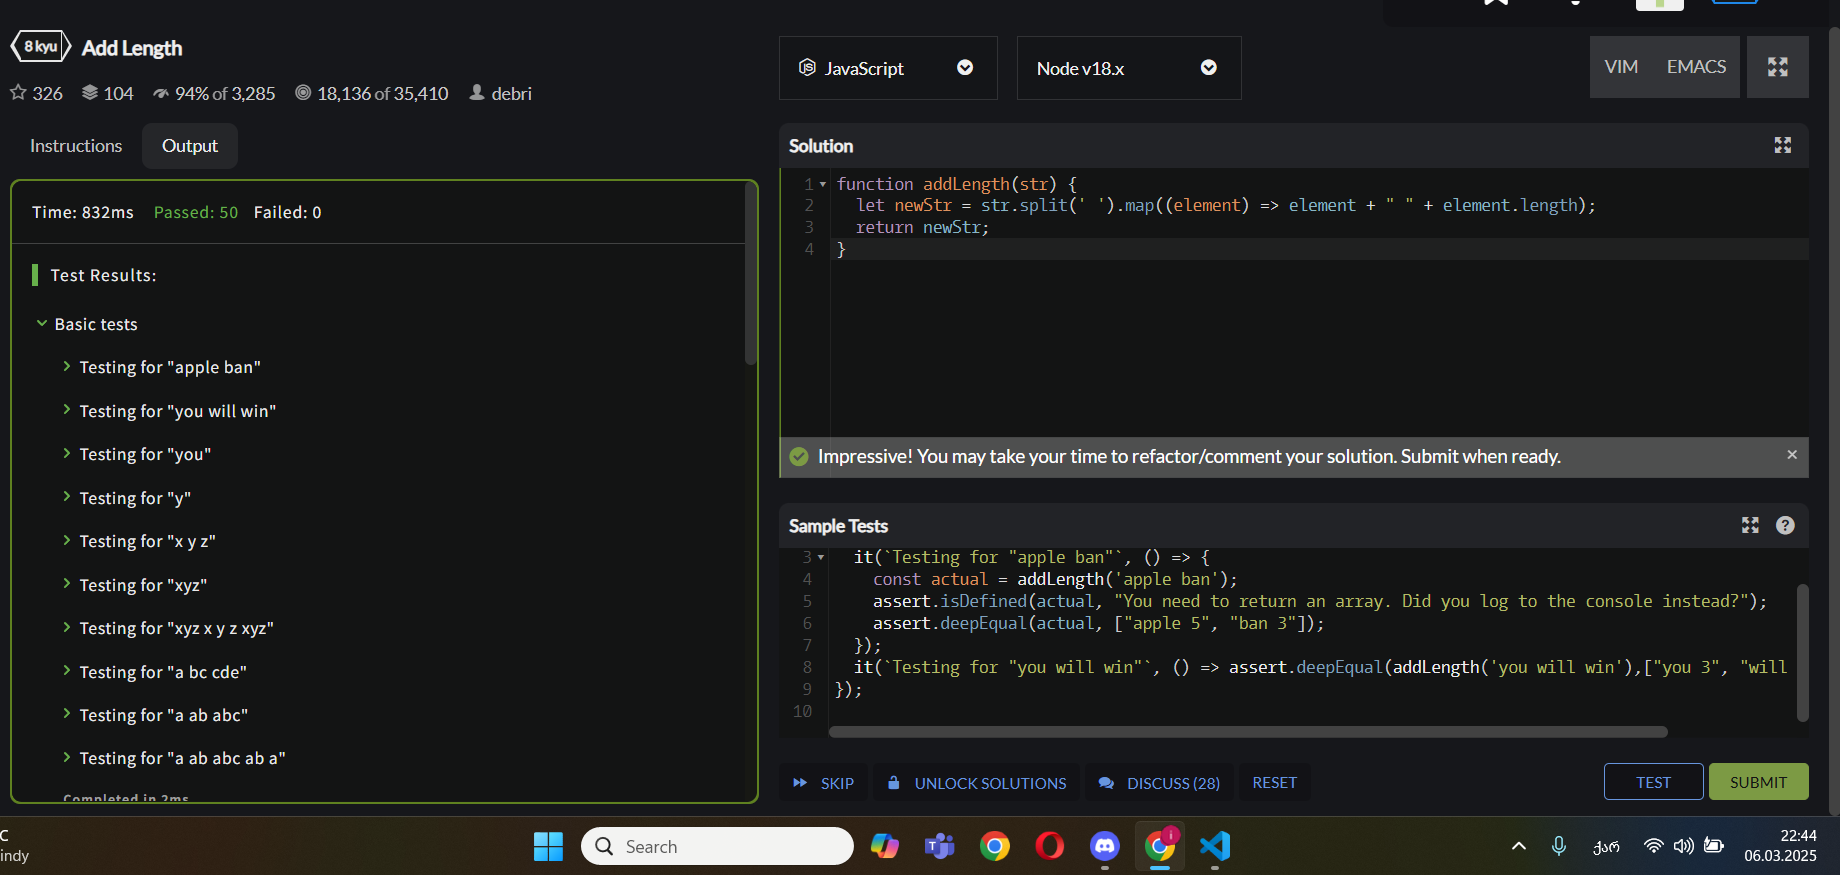 8 kyu Add Length
326 104 94% of 3,285 18,136 of 35,410 debri
Instructions Output
Time: 832ms Passed: 50 Failed: 0
Test Results:
Basic tests
Testing for "apple ban"
Testing for "you will win"
Testing for "you"
Testing for "y"
Testing for "x y z"
Testing for "xyz"
Testing for "xyz x y z xyz"
Testing for "a bc cde"
Testing for "a ab abc"
Testing for "a ab abc ab a"
Completed in 2ms
JavaScript Node v18.x VIM EMACS
Solution
1 function addLength(str) {
2 let newStr = str.split(' ').map((element) => element + " " + element.length);
3 return newStr;
4 }
Impressive! You may take your time to refactor/comment your solution. Submit when ready. ×
Sample Tests ?
3 it(`Testing for "apple ban"`, () => {
4 const actual = addLength('apple ban');
5 assert.isDefined(actual, "You need to return an array. Did you log to the console instead?");
6 assert.deepEqual(actual, ["apple 5", "ban 3"]);
7 });
8 it(`Testing for "you will win"`, () => assert.deepEqual(addLength('you will win'),["you 3", "will
9 });
10
SKIP UNLOCK SOLUTIONS DISCUSS (28) RESET TEST SUBMIT
C
indy
Search
ქარ
22:44
06.03.2025